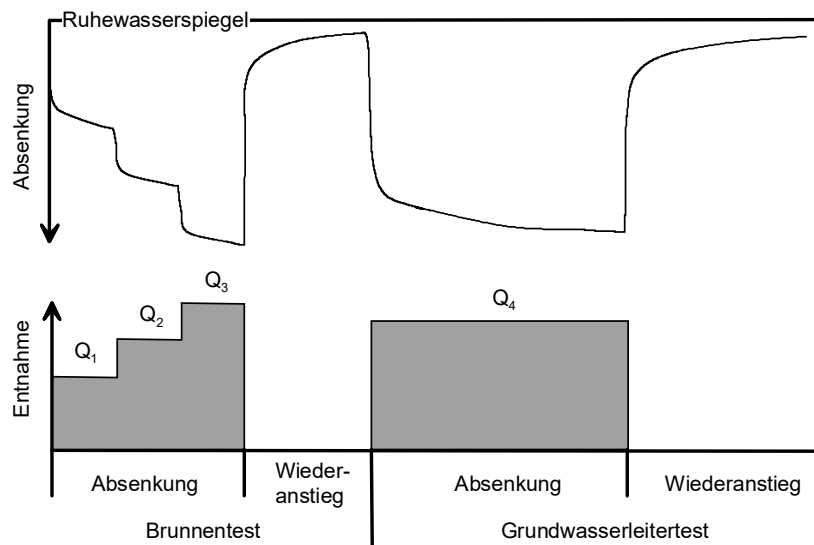 Ruhewasserspiegel
Absenkung
Entnahme
Q1
Q2
Q3
Q4
Absenkung
Wieder-
anstieg
Absenkung
Wiederanstieg
Brunnentest
Grundwasserleitertest